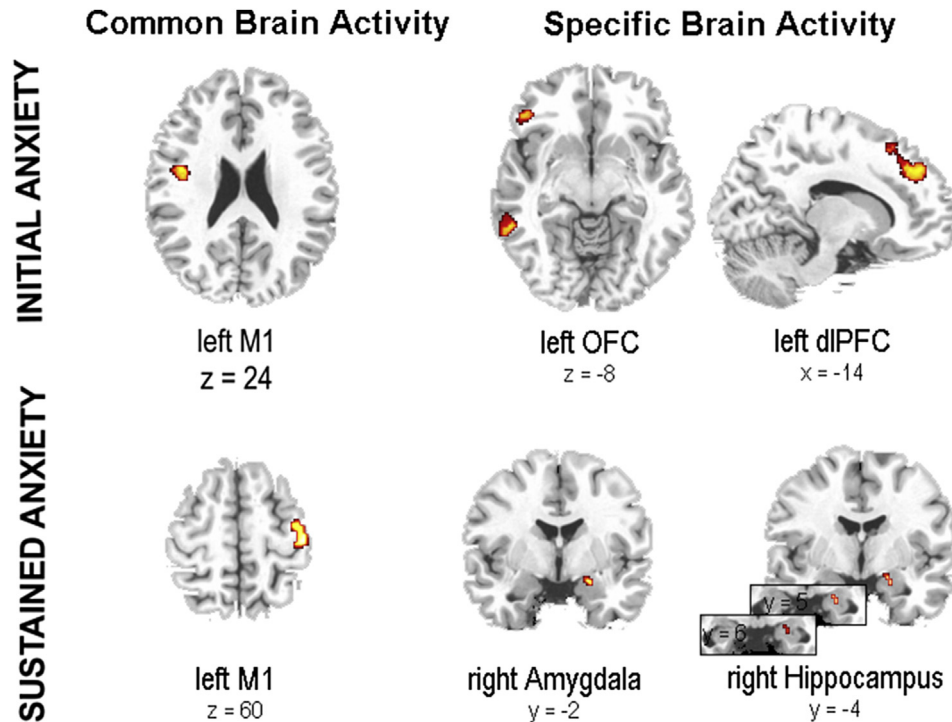 Common Brain Activity
Specific Brain Activity
INITIAL ANXIETY
left M1
z = 24
left OFC
z = -8
left dlPFC
x = -14
SUSTAINED ANXIETY
left M1
z = 60
right Amygdala
y = -2
y = 5
y = 6
right Hippocampus
y = -4